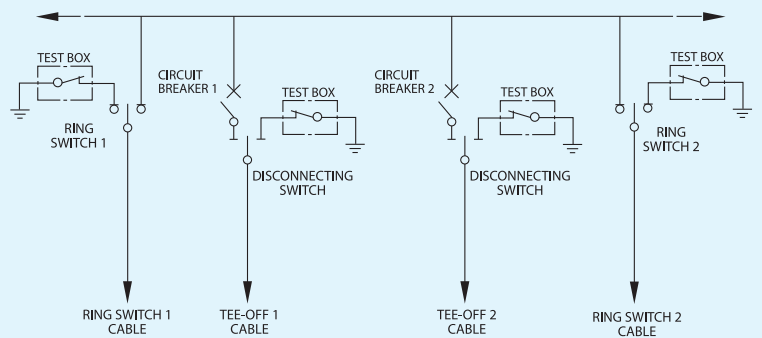 TEST BOX
CIRCUIT
BREAKER 1
TEST BOX
CIRCUIT
BREAKER 2
TEST BOX
TEST BOX
RING
SWITCH 1
DISCONNECTING
SWITCH
DISCONNECTING
SWITCH
RING
SWITCH 2
RING SWITCH 1
CABLE
TEE-OFF 1
CABLE
TEE-OFF 2
CABLE
RING SWITCH 2
CABLE